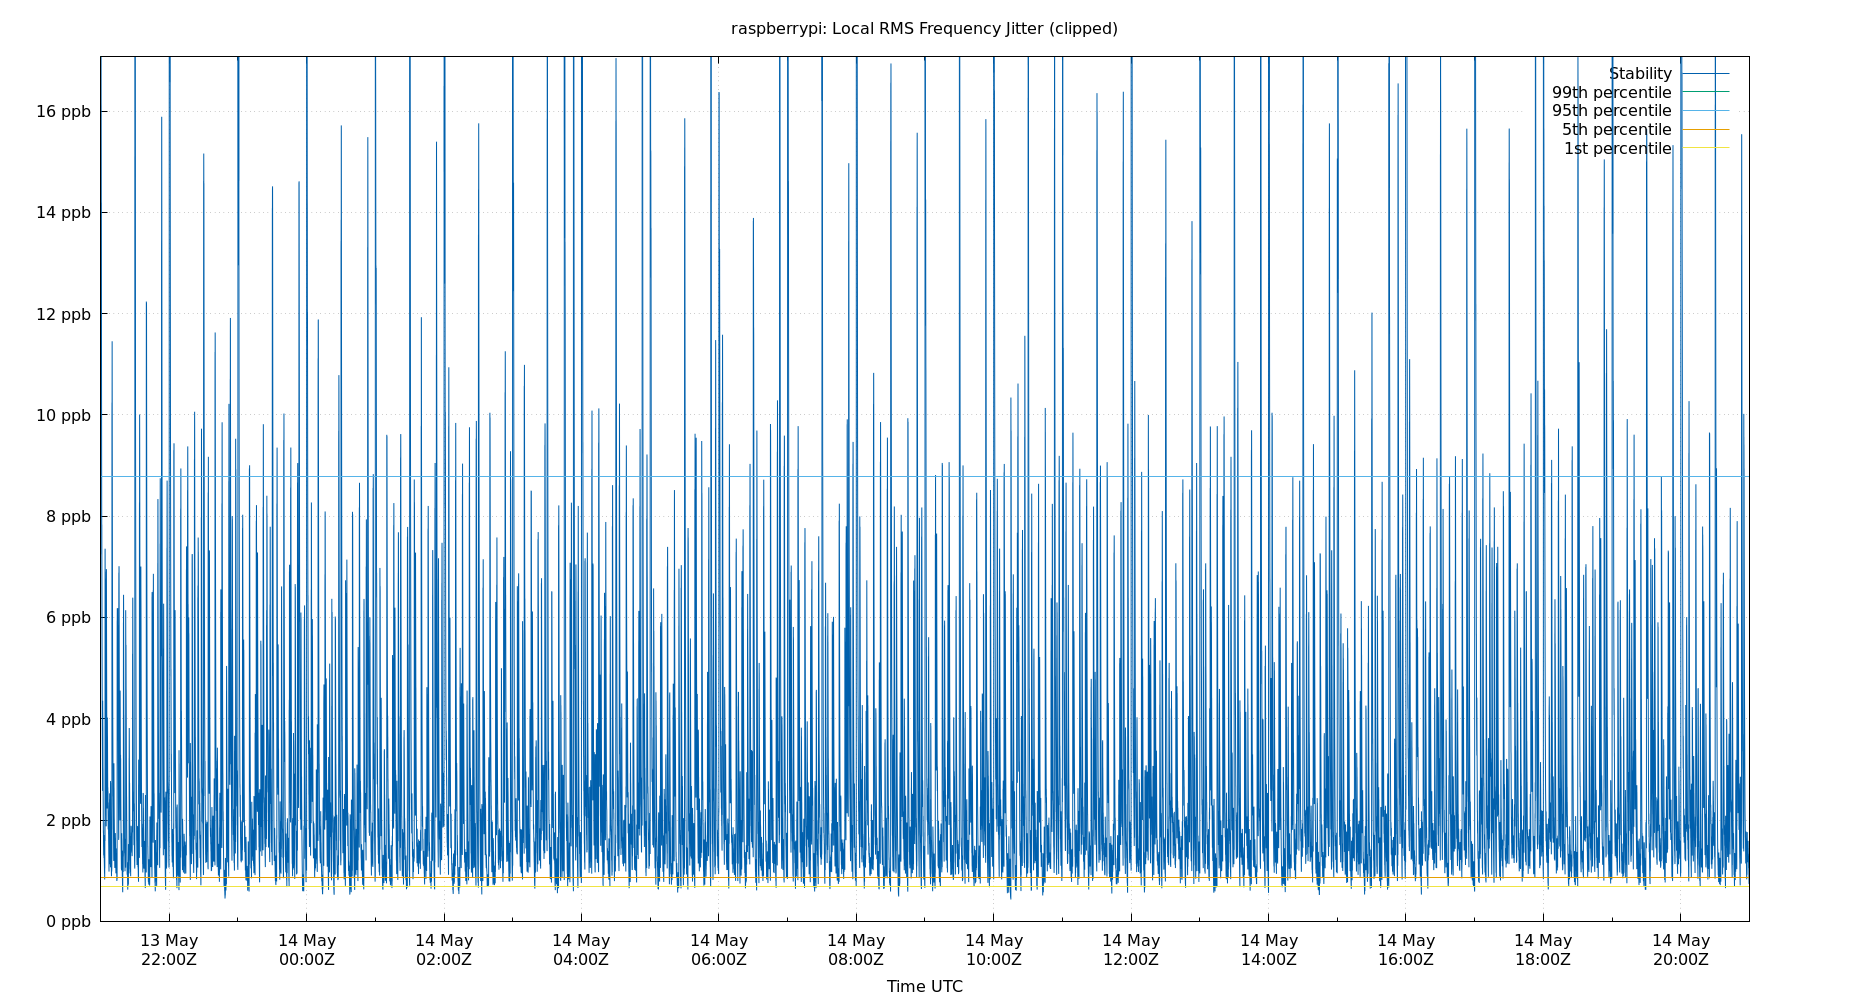 raspberrypi: Local RMS Frequency Jitter (clipped)
Stability
99th percentile
95th percentile
5th percentile
1st percentile
16 ppb
14 ppb
12 ppb
10 ppb
8 ppb
6 ppb
4 ppb
2 ppb
0 ppb
13 May 14 May 14 May 14 May 14 May 14 May 14 May 14 May 14 May 14 May 14 May 14 May
22:00Z 00:00Z 02:00Z 04:00Z 06:00Z 08:00Z 10:00Z 12:00Z 14:00Z 16:00Z 18:00Z 20:00Z
Time UTC